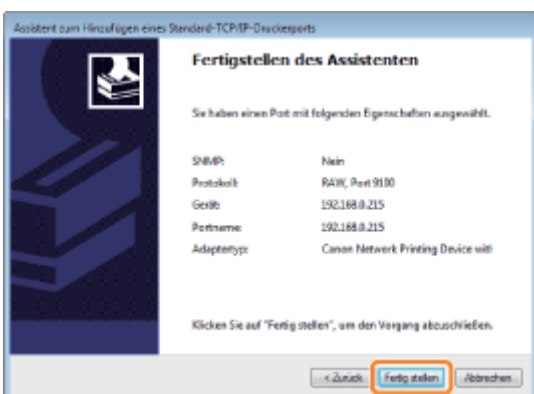 Assistent zum Hinzufügen eines Standard-TCP/IP-Druckerports
Fertigstellen des Assistenten
Sie haben einen Port mit folgenden Eigenschaften ausgewählt.
SNMP: Nein
Protokoll: RAW, Port 9100
Gerät: 192.168.0.215
Portname: 192.168.0.215
Adaptertyp: Canon Network Printing Device with
Klicken Sie auf "Fertig stellen", um den Vorgang abzuschließen.
< Zurück Fertig stellen Abbrechen